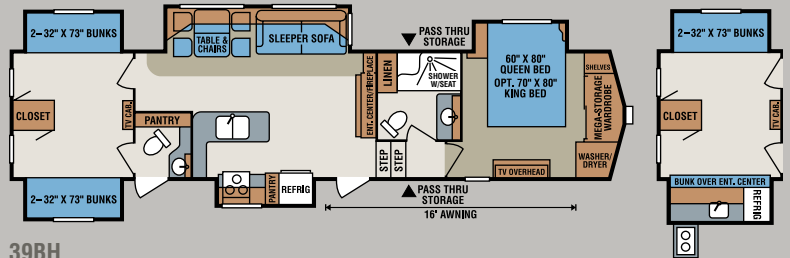 2–32" X 73" BUNKS
TABLE &
CHAIRS
SLEEPER SOFA
PASS THRU
STORAGE
60" X 80"
QUEEN BED
OPT. 70" X 80"
KING BED
SHELVES
MEGA-STORAGE
WARDROBE
LINEN
SHOWER
W/SEAT
ENT. CENTER/FIREPLACE
CLOSET
TV CAB.
PANTRY
WASHER/
DRYER
TV OVERHEAD
STEP
STEP
2–32" X 73" BUNKS
PANTRY
REFRIG
PASS THRU
STORAGE
16' AWNING
2–32" X 73" BUNKS
CLOSET
TV CAB.
BUNK OVER ENT. CENTER
REFRIG
39BH